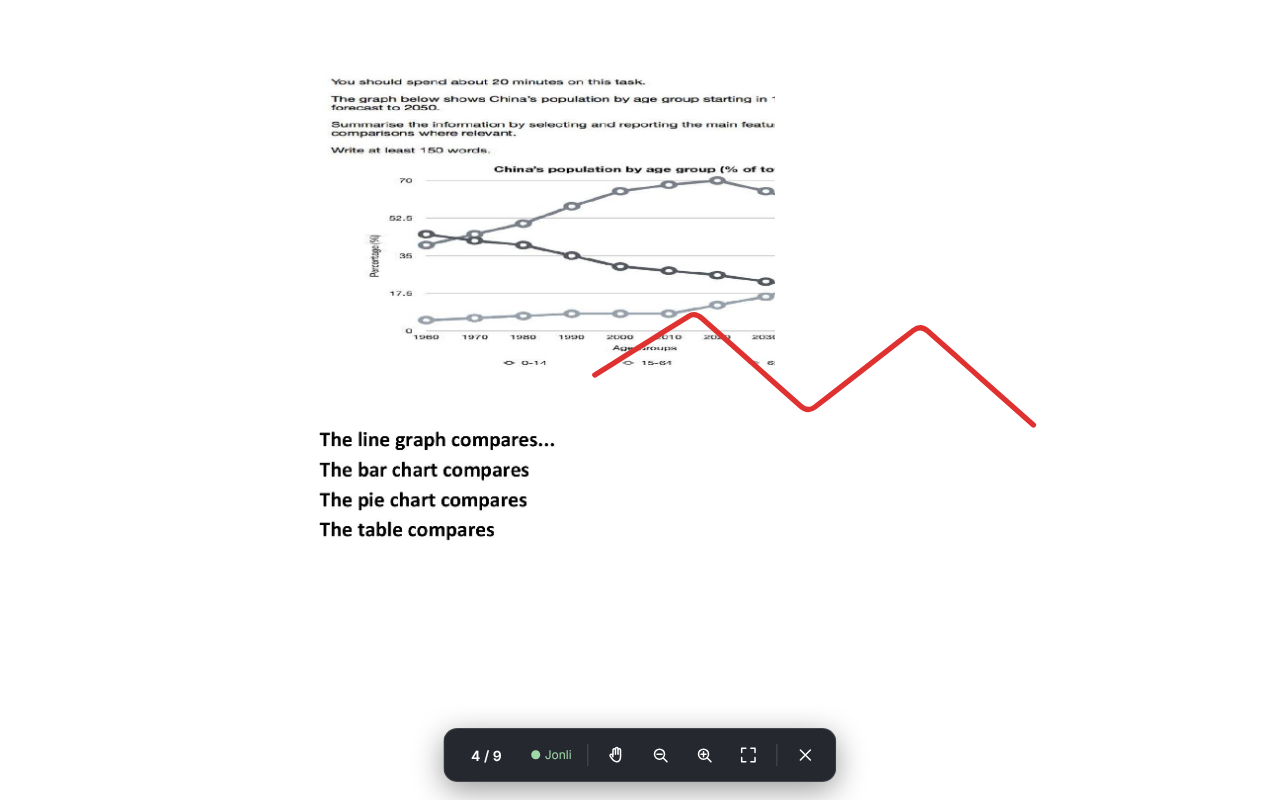 You should spend about 20 minutes on this task.
The graph below shows China's population by age group starting in
forecast to 2050.
Summarise the information by selecting and reporting the main
comparisons where relevant.
Write at least 150 words.
China's population by age group (% of
70
52.5
35
17.5
0
Percentage (%)
1960 1970 1980 1990 2000 2010 2020 2030
Age Groups
0-14 15-64
The line graph compares...
The bar chart compares
The pie chart compares
The table compares
4 / 9 Jonli